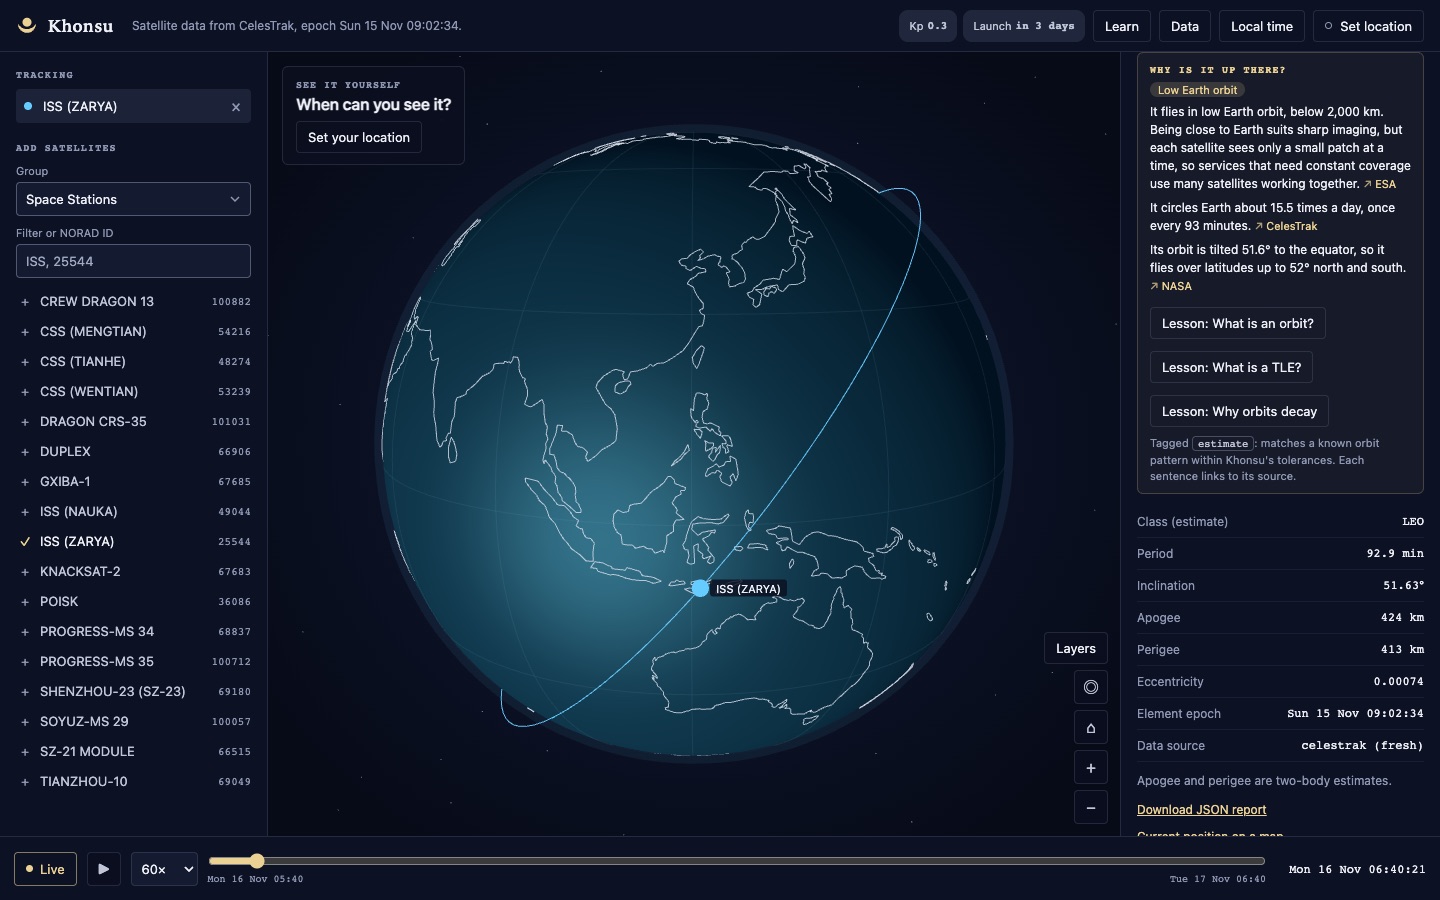 Khonsu
Satellite data from CelesTrak, epoch Sun 15 Nov 09:02:34.
Kp 0.3
Launch in 3 days
Learn
Data
Local time
Set location
TRACKING
ISS (ZARYA)
ADD SATELLITES
Group
Space Stations
Filter or NORAD ID
ISS, 25544
CREW DRAGON 13 100882
CSS (MENGTIAN) 54216
CSS (TIANHE) 48274
CSS (WENTIAN) 53239
DRAGON CRS-35 101031
DUPLEX 66906
GXIBA-1 67685
ISS (NAUKA) 49044
ISS (ZARYA) 25544
KNACKSAT-2 67683
POISK 36086
PROGRESS-MS 34 68837
PROGRESS-MS 35 100712
SHENZHOU-23 (SZ-23) 69180
SOYUZ-MS 29 100057
SZ-21 MODULE 66515
TIANZHOU-10 69049
SEE IT YOURSELF
When can you see it?
Set your location
ISS (ZARYA)
Layers
WHY IS IT UP THERE?
Low Earth orbit
It flies in low Earth orbit, below 2,000 km.
Being close to Earth suits sharp imaging, but
each satellite sees only a small patch at a
time, so services that need constant coverage
use many satellites working together. ↗ ESA
It circles Earth about 15.5 times a day, once
every 93 minutes. ↗ CelesTrak
Its orbit is tilted 51.6° to the equator, so it
flies over latitudes up to 52° north and south.
↗ NASA
Lesson: What is an orbit?
Lesson: What is a TLE?
Lesson: Why orbits decay
Tagged estimate: matches a known orbit
pattern within Khonsu's tolerances. Each
sentence links to its source.
Class (estimate) LEO
Period 92.9 min
Inclination 51.63°
Apogee 424 km
Perigee 413 km
Eccentricity 0.00074
Element epoch Sun 15 Nov 09:02:34
Data source celestrak (fresh)
Apogee and perigee are two-body estimates.
Download JSON report
Current position on a map
Live
60×
Mon 16 Nov 05:40
Tue 17 Nov 06:40
Mon 16 Nov 06:40:21